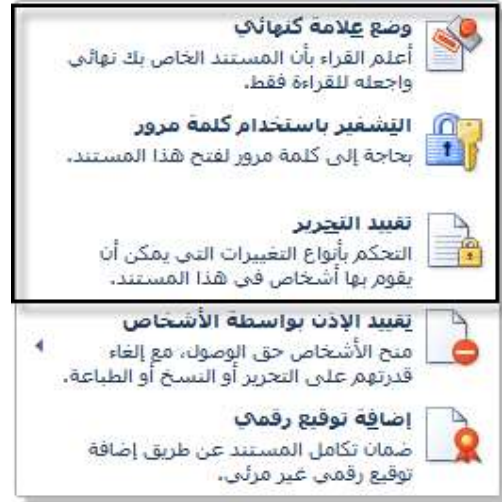 وضع علامة كنهائي
أعلم القراء بأن المستند الخاص بك نهائي
واجعله للقراءة فقط.
التشفير باستخدام كلمة مرور
بحاجة إلى كلمة مرور لفتح هذا المستند.
تقييد التحرير
التحكم بأنواع التغييرات التي يمكن أن
يقوم بها أشخاص في هذا المستند.
تقييد الإذن بواسطة الأشخاص
منح الأشخاص حق الوصول، مع إلغاء
قدرتهم على التحرير أو النسخ أو الطباعة.
إضافة توقيع رقمي
ضمان تكامل المستند عن طريق إضافة
توقيع رقمي غير مرئي.